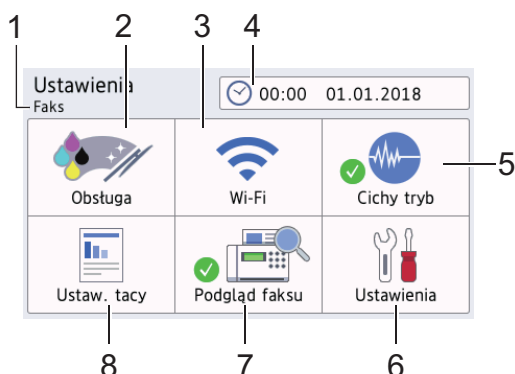 1 2 3 4
Ustawienia
Faks
00:00 01.01.2018
Obsługa Wi-Fi Cichy tryb
5
Ustaw. tacy Podgląd faksu Ustawienia
8 7 6